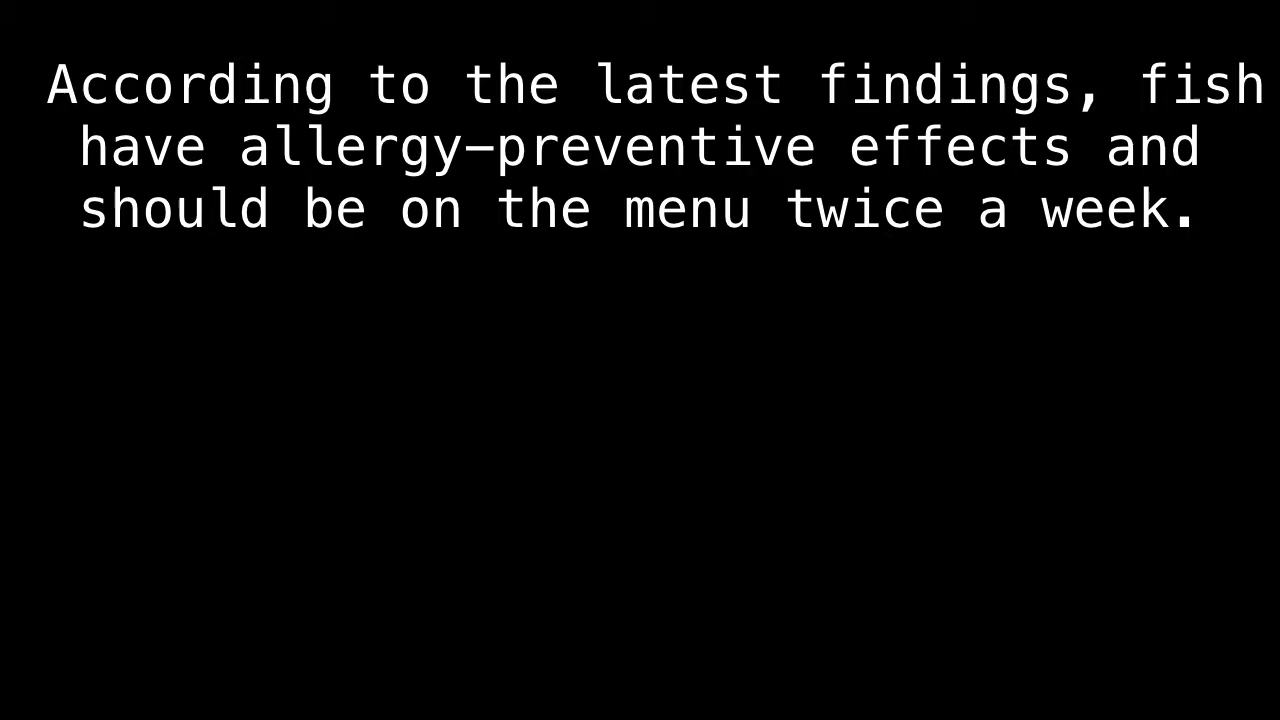 According to the latest findings, fish
have allergy-preventive effects and
should be on the menu twice a week.